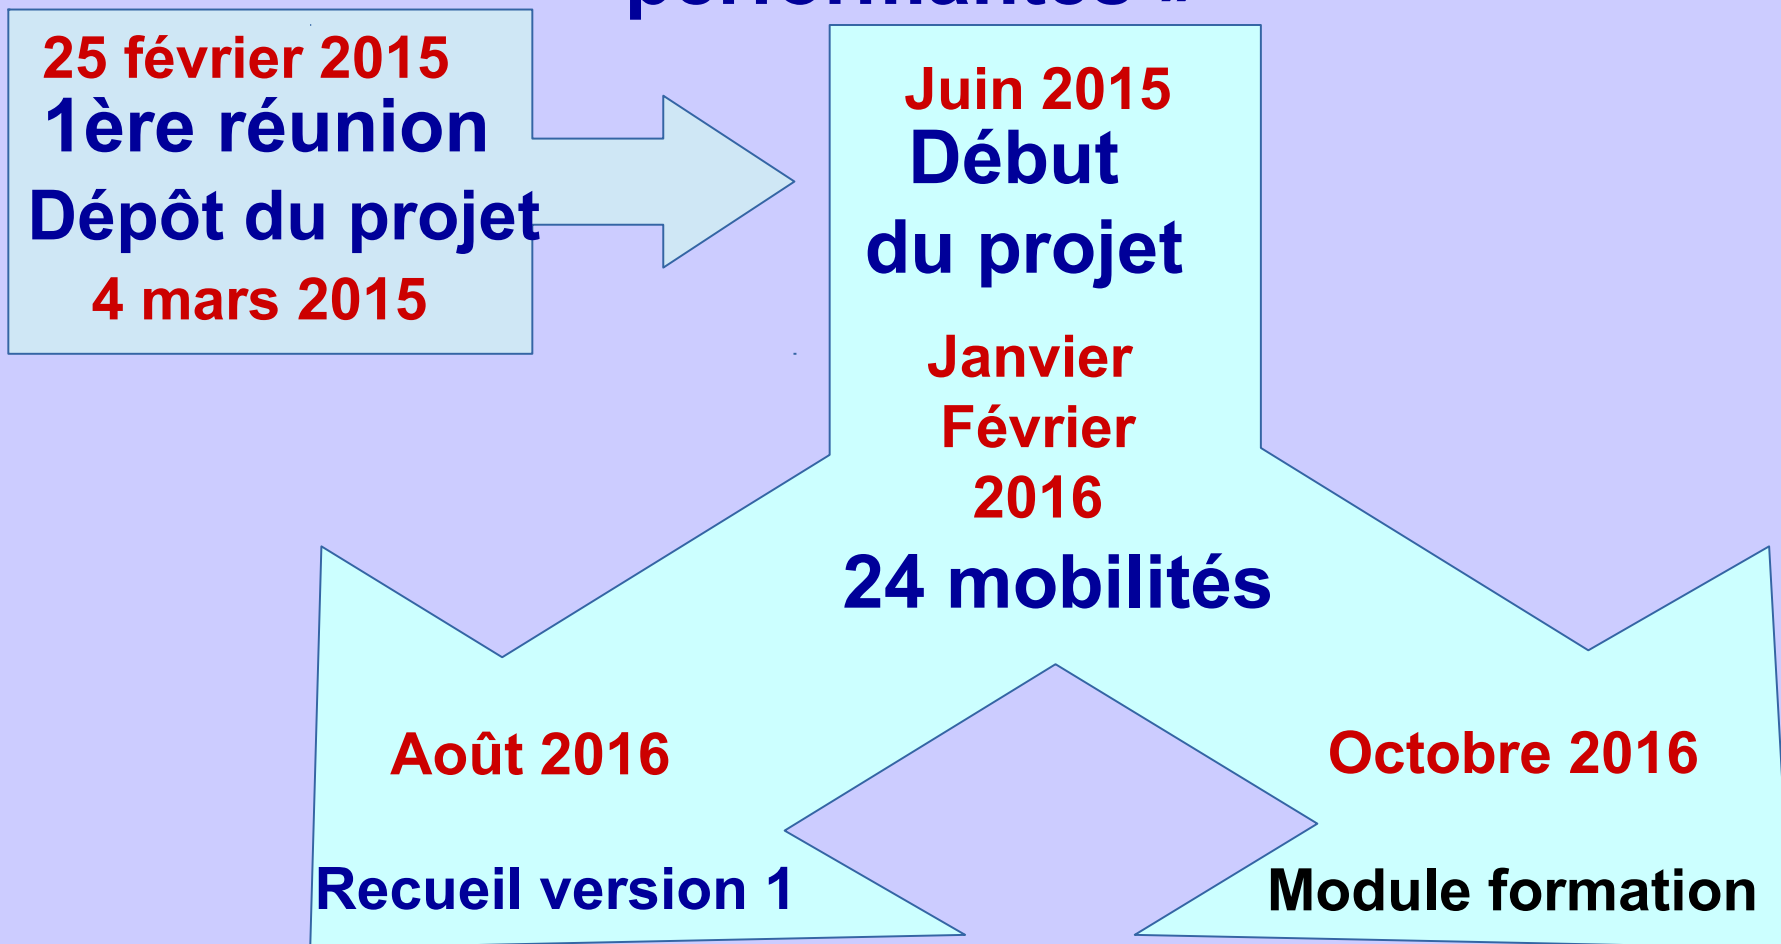 performantes »
25 février 2015
1ère réunion
Dépôt du projet
4 mars 2015
Juin 2015
Début
du projet
Janvier
Février
2016
24 mobilités
Août 2016
Recueil version 1
Octobre 2016
Module formation